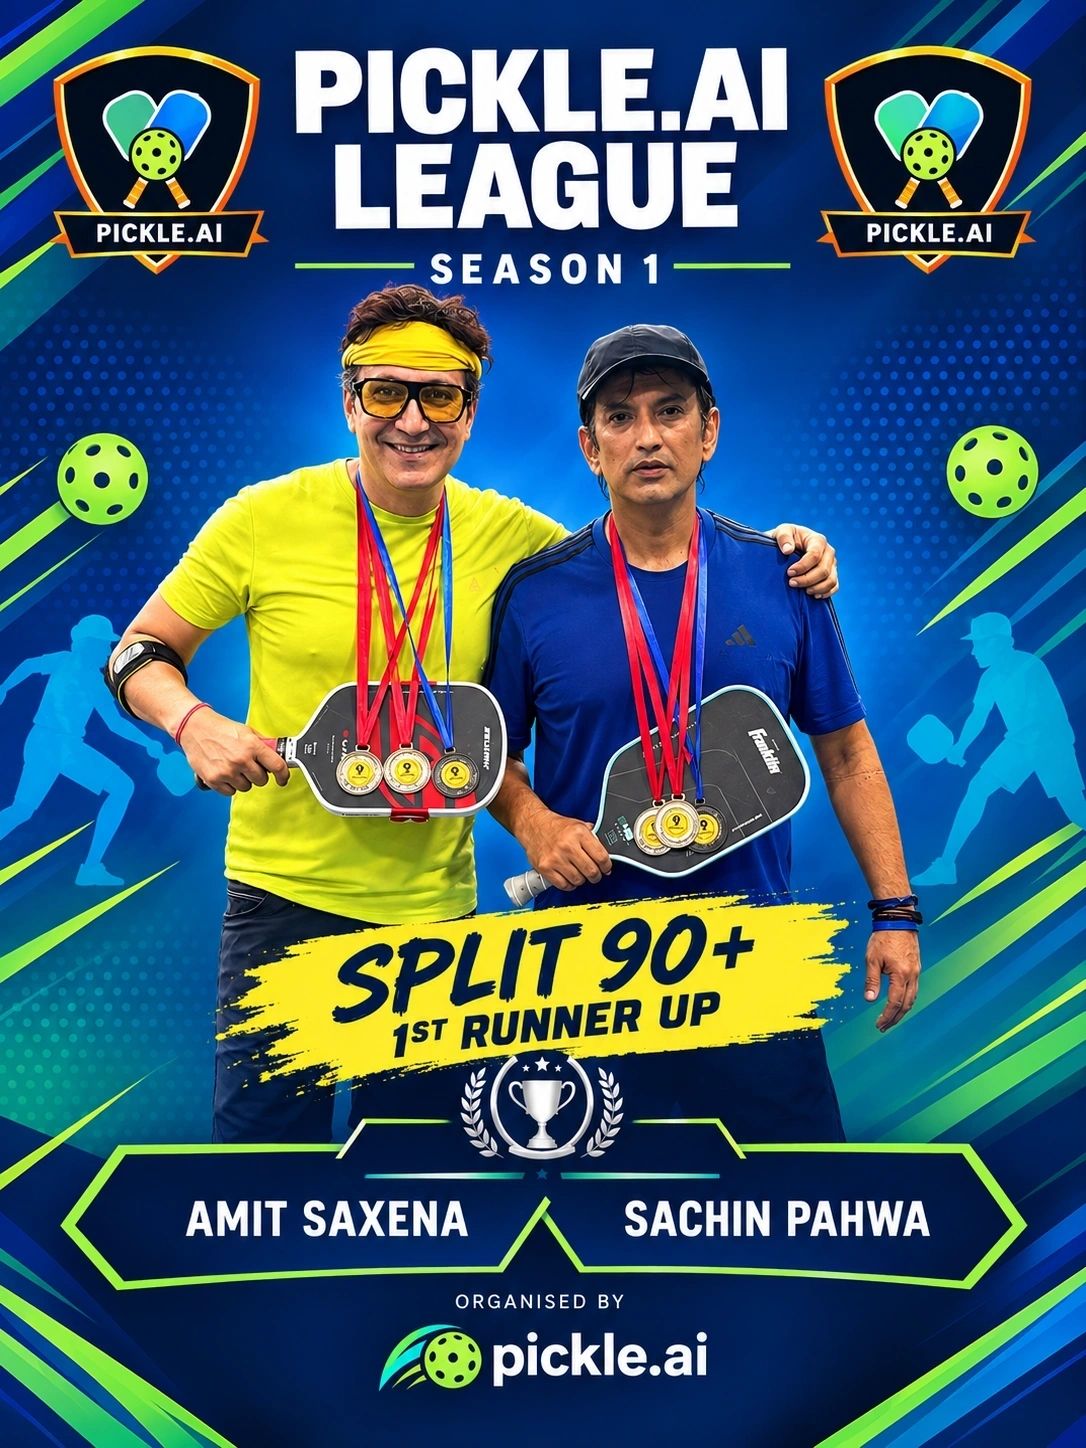 PICKLE.AI
LEAGUE
SEASON 1
PICKLE.AI
PICKLE.AI
Franklin
SPLIT 90+
1ST RUNNER UP
AMIT SAXENA
SACHIN PAHWA
ORGANISED BY
pickle.ai